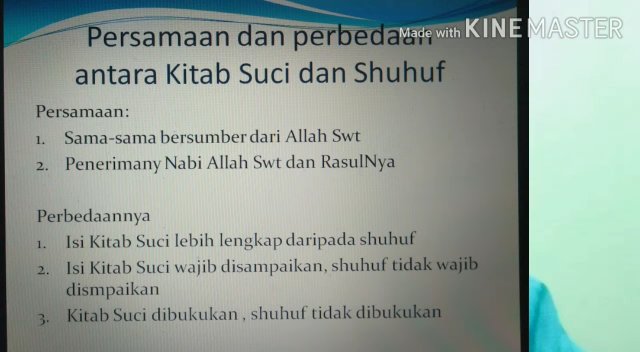 Made with KINEMASTER
Persamaan dan perbedaan
antara Kitab Suci dan Shuhuf
Persamaan:
1. Sama-sama bersumber dari Allah Swt
2. Penerimany Nabi Allah Swt dan RasulNya
Perbedaannya
1. Isi Kitab Suci lebih lengkap daripada shuhuf
2. Isi Kitab Suci wajib disampaikan, shuhuf tidak wajib
dismpaikan
3. Kitab Suci dibukukan , shuhuf tidak dibukukan